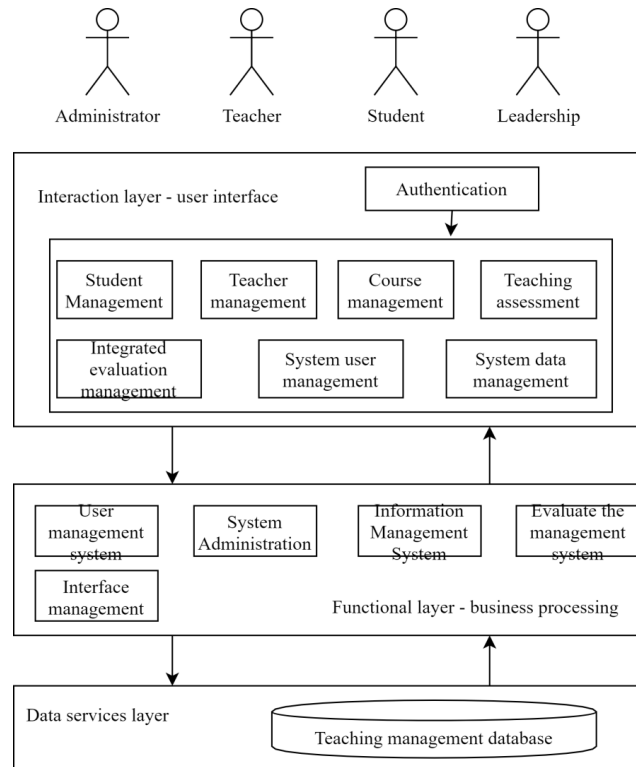 Administrator
Teacher
Student
Leadership
Interaction layer - user interface
Authentication
Student
Management
Teacher
management
Course
management
Teaching
assessment
Integrated
evaluation
management
System user
management
System data
management
User
management
system
System
Administration
Information
Management
System
Evaluate the
management
system
Interface
management
Functional layer - business processing
Data services layer
Teaching management database